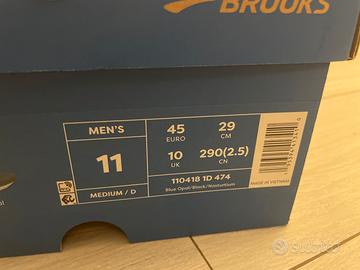 BROOKS
MEN'S
11
MEDIUM / D
45
EURO
29
CM
10
UK
290(2.5)
CN
110418 1D 474
Blue Opal/Black/Nasturtium
MADE IN VIETNAM
subito